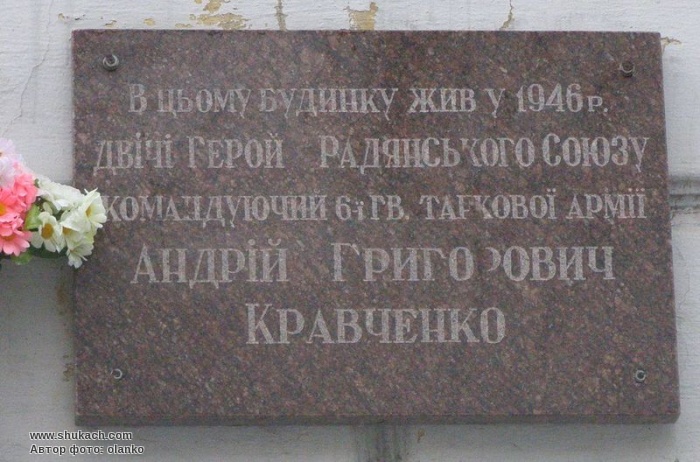 В ЦЬОМУ БУДИНКУ ЖИВ У 1946 Р.
ДВІЧІ ГЕРОЙ РАДЯНСЬКОГО СОЮЗУ
КОМАНДУЮЧИЙ 6Ї ГВ. ТАНКОВОЇ АРМІЇ
АНДРІЙ ГРИГОРОВИЧ
КРАВЧЕНКО
www.shukach.com
Автор фото: olanko